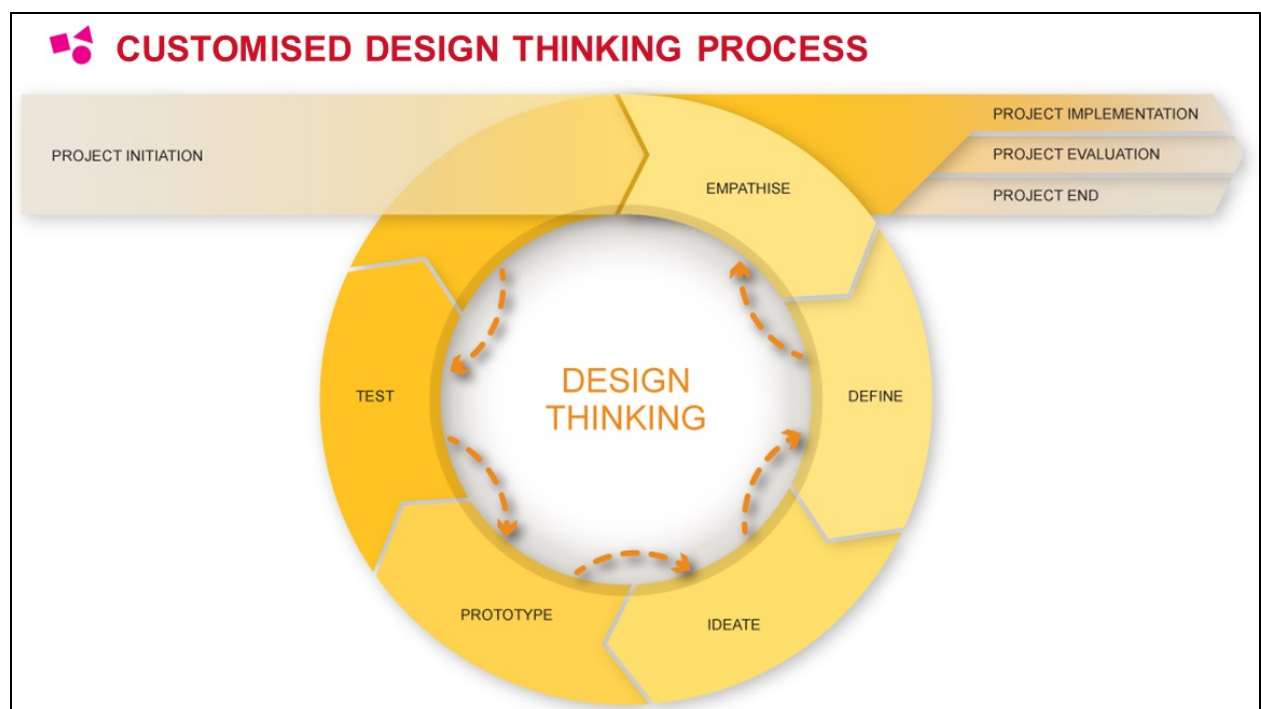 CUSTOMISED DESIGN THINKING PROCESS
PROJECT INITIATION
PROJECT IMPLEMENTATION
PROJECT EVALUATION
PROJECT END
EMPATHISE
DEFINE
IDEATE
PROTOTYPE
TEST
DESIGN
THINKING